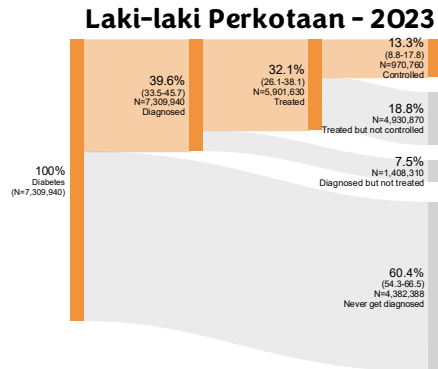 Laki-laki Perkotaan - 2023
100%
Diabetes
(N=7,309,940)
39.6%
(33.5-45.7)
N=7,309,940
Diagnosed
32.1%
(26.1-38.1)
N=5,901,630
Treated
13.3%
(8.8-17.8)
N=970,760
Controlled
18.8%
N=4,930,870
Treated but not controlled
7.5%
N=1,408,310
Diagnosed but not treated
60.4%
(54.3-66.5)
N=4,382,388
Never get diagnosed